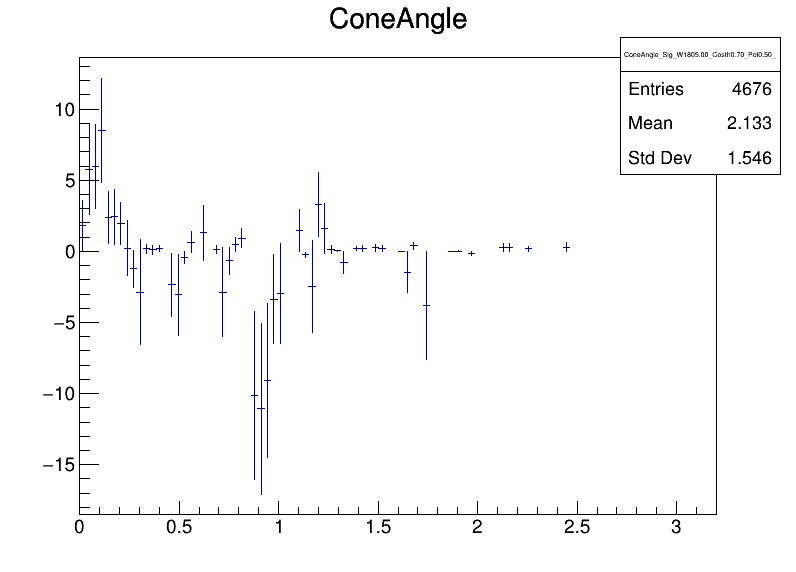 ConeAngle
ConeAngle_Sig_W1805.00_Costh0.70_Pol0.50_
Entries 4676
Mean 2.133
Std Dev 1.546
10
5
0
−5
−10
−15
0 0.5 1 1.5 2 2.5 3